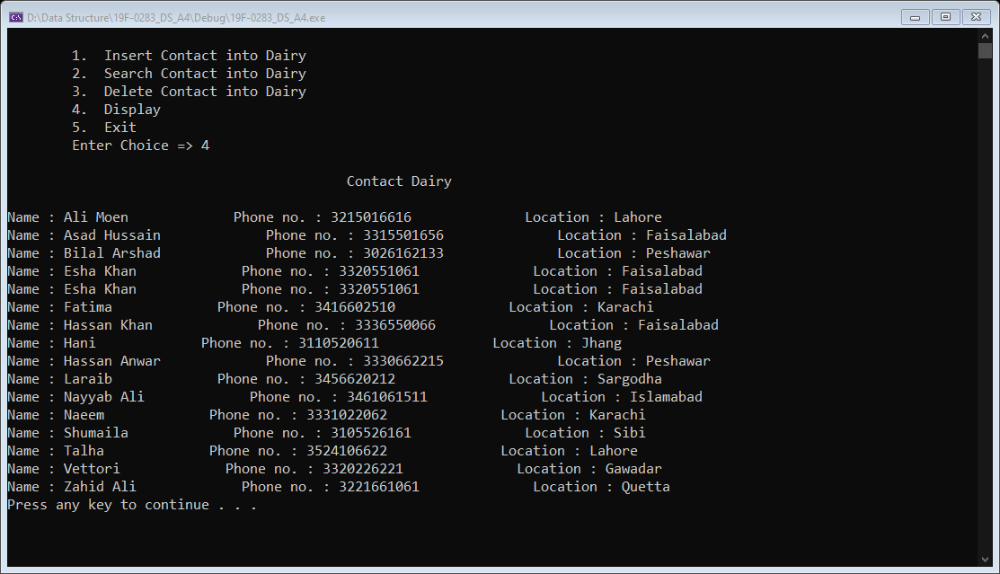 D:\Data Structure\19F-0283_DS_A4\Debug\19F-0283_DS_A4.exe
1. Insert Contact into Dairy
2. Search Contact into Dairy
3. Delete Contact into Dairy
4. Display
5. Exit
Enter Choice => 4
Contact Dairy
Name : Ali Moen Phone no. : 3215016616 Location : Lahore
Name : Asad Hussain Phone no. : 3315501656 Location : Faisalabad
Name : Bilal Arshad Phone no. : 3026162133 Location : Peshawar
Name : Esha Khan Phone no. : 3320551061 Location : Faisalabad
Name : Esha Khan Phone no. : 3320551061 Location : Faisalabad
Name : Fatima Phone no. : 3416602510 Location : Karachi
Name : Hassan Khan Phone no. : 3336550066 Location : Faisalabad
Name : Hani Phone no. : 3110520611 Location : Jhang
Name : Hassan Anwar Phone no. : 3330662215 Location : Peshawar
Name : Laraib Phone no. : 3456620212 Location : Sargodha
Name : Nayyab Ali Phone no. : 3461061511 Location : Islamabad
Name : Naeem Phone no. : 3331022062 Location : Karachi
Name : Shumaila Phone no. : 3105526161 Location : Sibi
Name : Talha Phone no. : 3524106622 Location : Lahore
Name : Vettori Phone no. : 3320226221 Location : Gawadar
Name : Zahid Ali Phone no. : 3221661061 Location : Quetta
Press any key to continue . . .